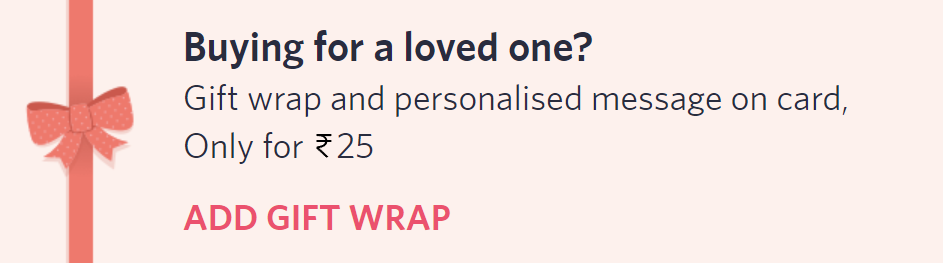 Buying for a loved one?
Gift wrap and personalised message on card,
Only for ₹25
ADD GIFT WRAP